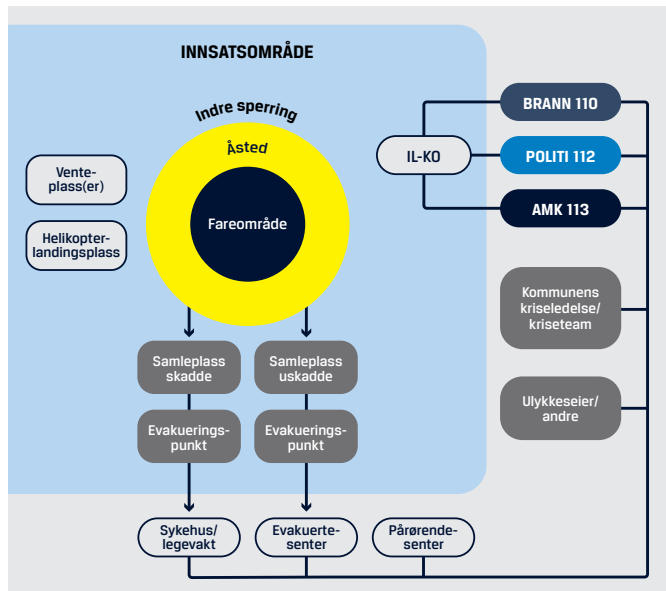 INNSATSOMRÅDE
Indre sperring
Åsted
Fareområde
Vente-
plass(er)
Helikopter-
landingsplass
IL-KO
BRANN 110
POLITI 112
AMK 113
Kommunens
kriseledelse/
kriseteam
Ulykkeseier/
andre
Samleplass
skadde
Samleplass
uskadde
Evakuerings-
punkt
Evakuerings-
punkt
Sykehus/
legevakt
Evakuerte-
senter
Pårørende-
senter